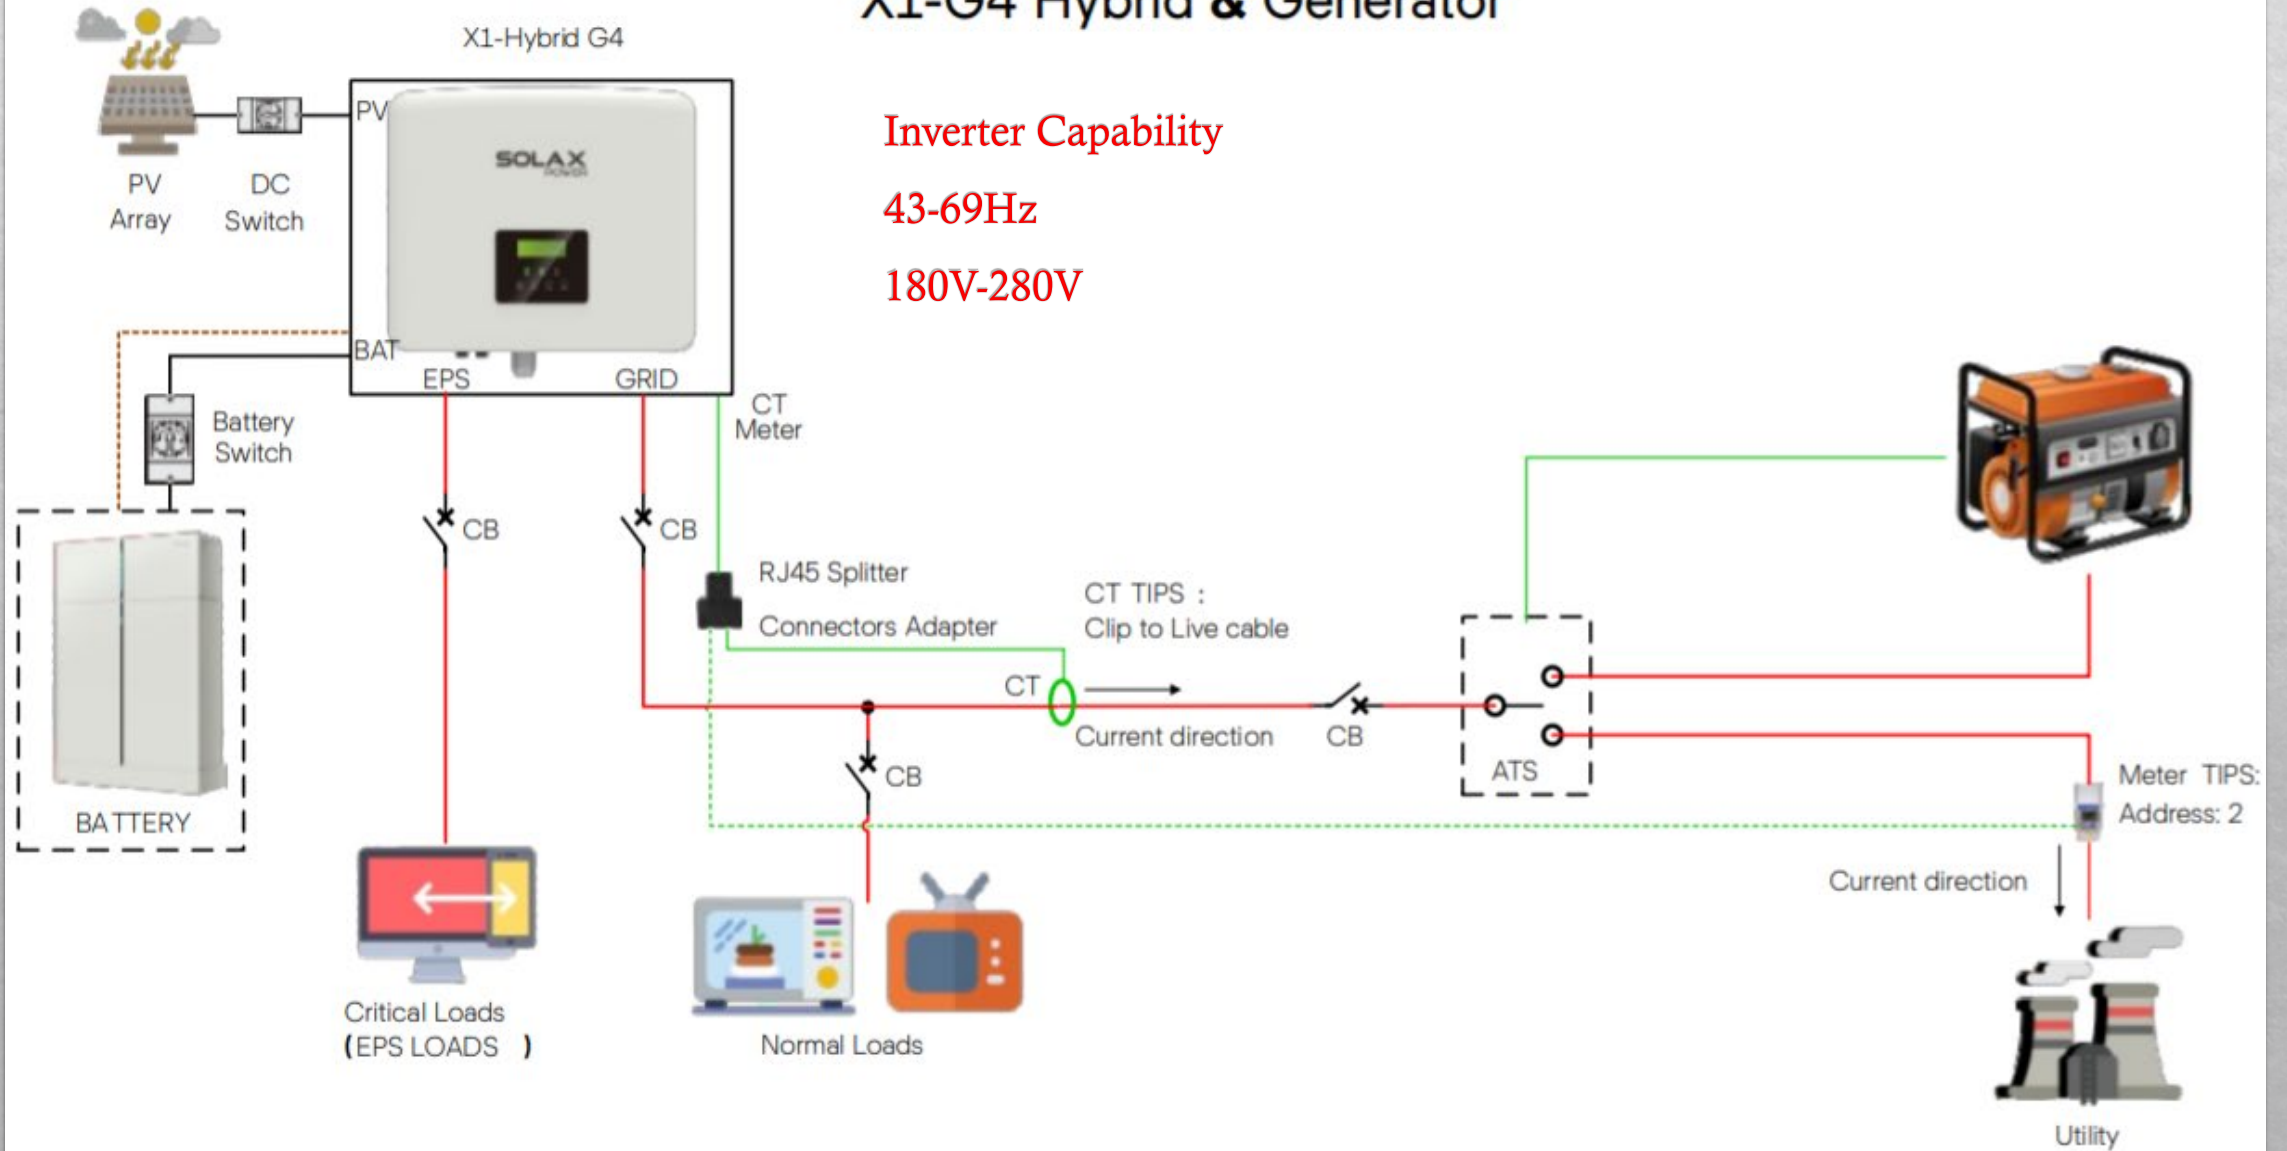 X1-G4 Hybrid & Generator
X1-Hybrid G4
PV
SOLAX
POWER
Inverter Capability
43-69Hz
180V-280V
PV
Array
DC
Switch
BAT
EPS
GRID
CT
Meter
Battery
Switch
CB
CB
RJ45 Splitter
Connectors Adapter
CT TIPS :
Clip to Live cable
CT
Current direction
CB
CB
ATS
Meter TIPS:
Address: 2
BATTERY
Current direction
Critical Loads
(EPS LOADS )
Normal Loads
Utility